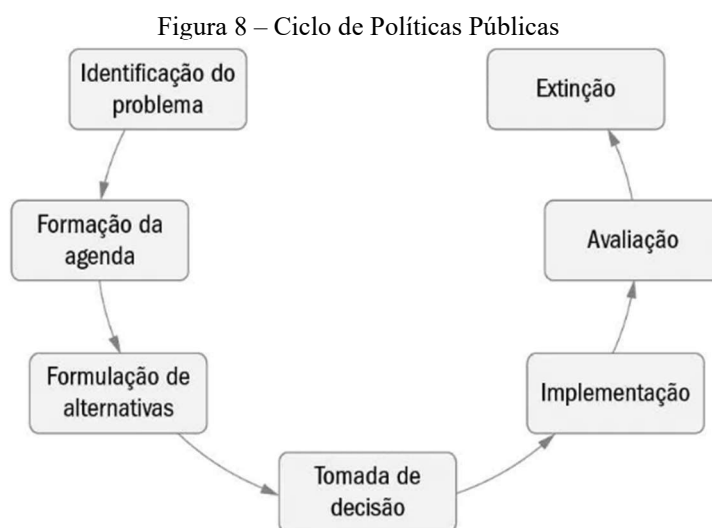 Figura 8 – Ciclo de Políticas Públicas
Identificação do
problema
Formação da
agenda
Formulação de
alternativas
Tomada de
decisão
Implementação
Avaliação
Extinção